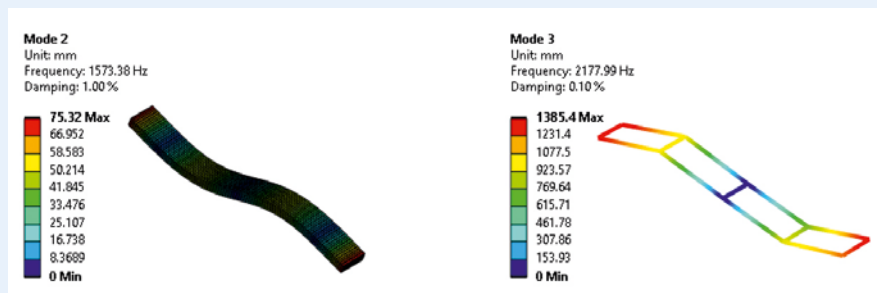 Mode 2
Unit: mm
Frequency: 1573.38 Hz
Damping: 1.00 %
75.32 Max
66.952
58.583
50.214
41.845
33.476
25.107
16.738
8.3689
0 Min
Mode 3
Unit: mm
Frequency: 2177.99 Hz
Damping: 0.10 %
1385.4 Max
1231.4
1077.5
923.57
769.64
615.71
461.78
307.86
153.93
0 Min